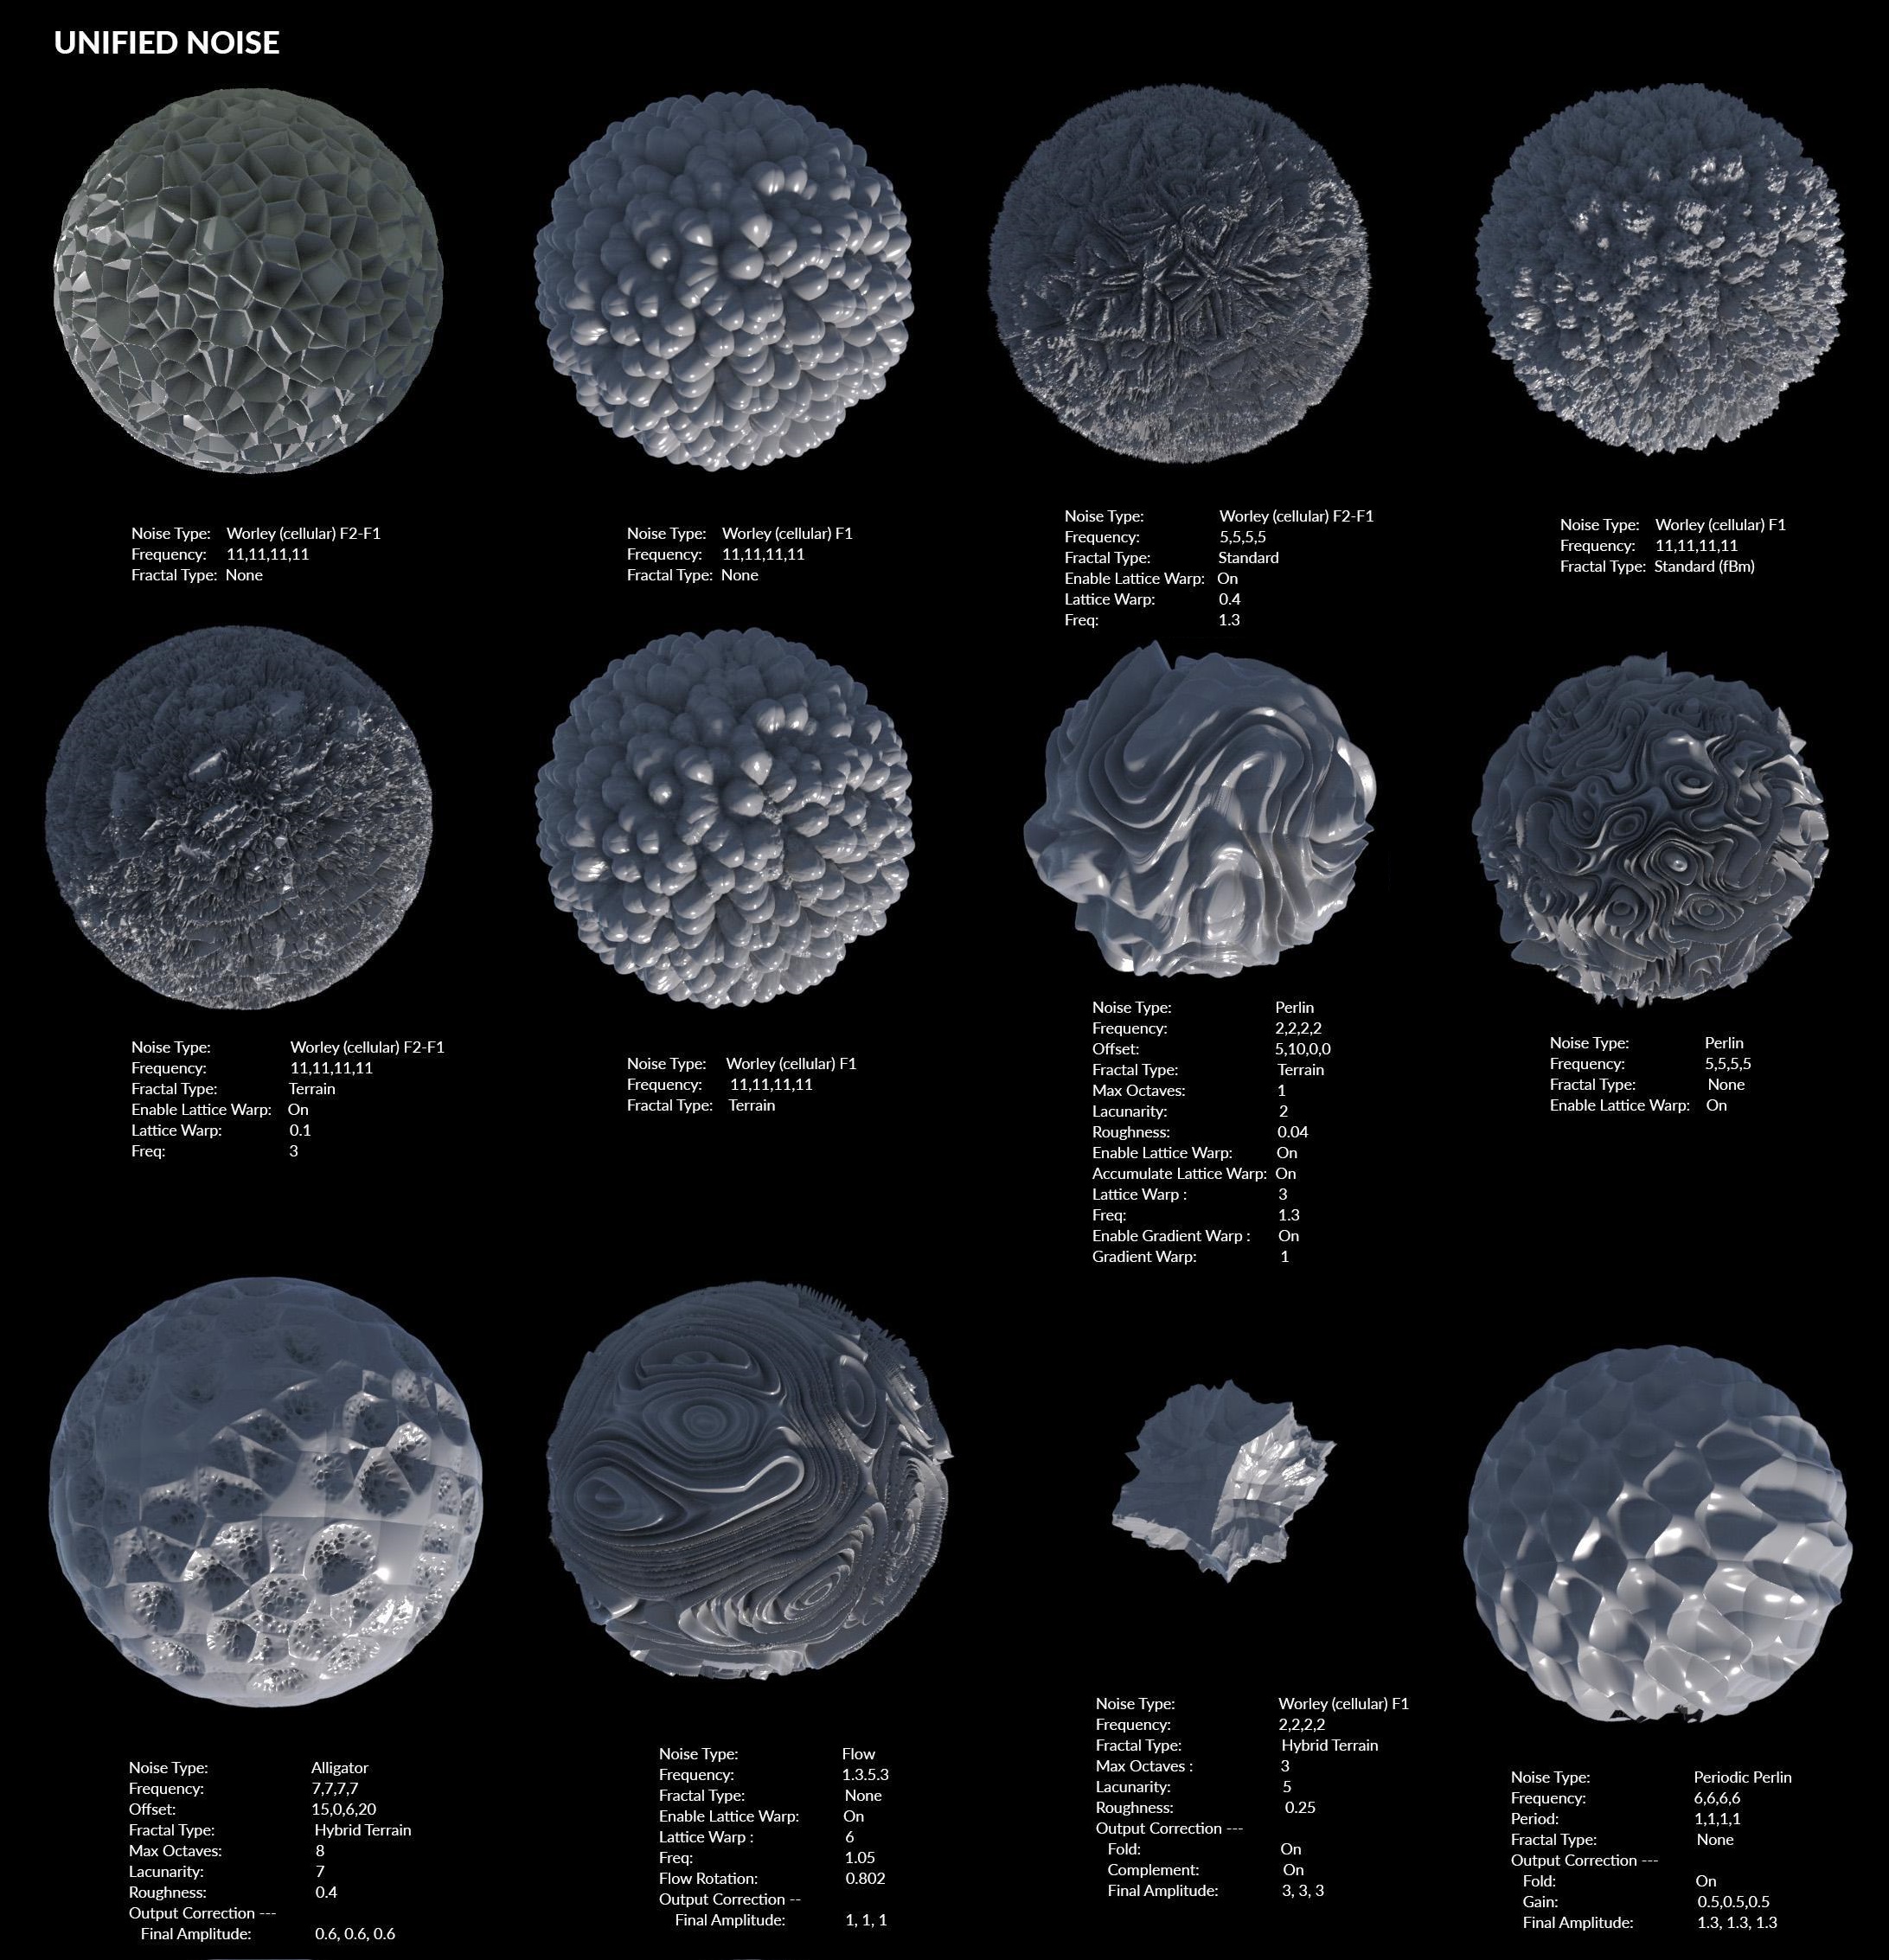 UNIFIED NOISE
Noise Type: Worley (cellular) F2-F1
Frequency: 11,11,11,11
Fractal Type: None
Noise Type: Worley (cellular) F1
Frequency: 11,11,11,11
Fractal Type: None
Noise Type: Worley (cellular) F2-F1
Frequency: 5,5,5,5
Fractal Type: Standard
Enable Lattice Warp: On
Lattice Warp: 0.4
Freq: 1.3
Noise Type: Worley (cellular) F1
Frequency: 11,11,11,11
Fractal Type: Standard (fBm)
Noise Type: Worley (cellular) F2-F1
Frequency: 11,11,11,11
Fractal Type: Terrain
Enable Lattice Warp: On
Lattice Warp: 0.1
Freq: 3
Noise Type: Worley (cellular) F1
Frequency: 11,11,11,11
Fractal Type: Terrain
Noise Type: Perlin
Frequency: 2,2,2,2
Offset: 5,10,0,0
Fractal Type: Terrain
Max Octaves: 1
Lacunarity: 2
Roughness: 0.04
Enable Lattice Warp: On
Accumulate Lattice Warp: On
Lattice Warp : 3
Freq: 1.3
Enable Gradient Warp : On
Gradient Warp: 1
Noise Type: Perlin
Frequency: 5,5,5,5
Fractal Type: None
Enable Lattice Warp: On
Noise Type: Alligator
Frequency: 7,7,7,7
Offset: 15,0,6,20
Fractal Type: Hybrid Terrain
Max Octaves: 8
Lacunarity: 7
Roughness: 0.4
Output Correction ---
Final Amplitude: 0.6, 0.6, 0.6
Noise Type: Flow
Frequency: 1.3.5.3
Fractal Type: None
Enable Lattice Warp: On
Lattice Warp : 6
Freq: 1.05
Flow Rotation: 0.802
Output Correction --
Final Amplitude: 1, 1, 1
Noise Type: Worley (cellular) F1
Frequency: 2,2,2,2
Fractal Type: Hybrid Terrain
Max Octaves : 3
Lacunarity: 5
Roughness: 0.25
Output Correction ---
Fold: On
Complement: On
Final Amplitude: 3, 3, 3
Noise Type: Periodic Perlin
Frequency: 6,6,6,6
Period: 1,1,1,1
Fractal Type: None
Output Correction ---
Fold: On
Gain: 0.5,0.5,0.5
Final Amplitude: 1.3, 1.3, 1.3